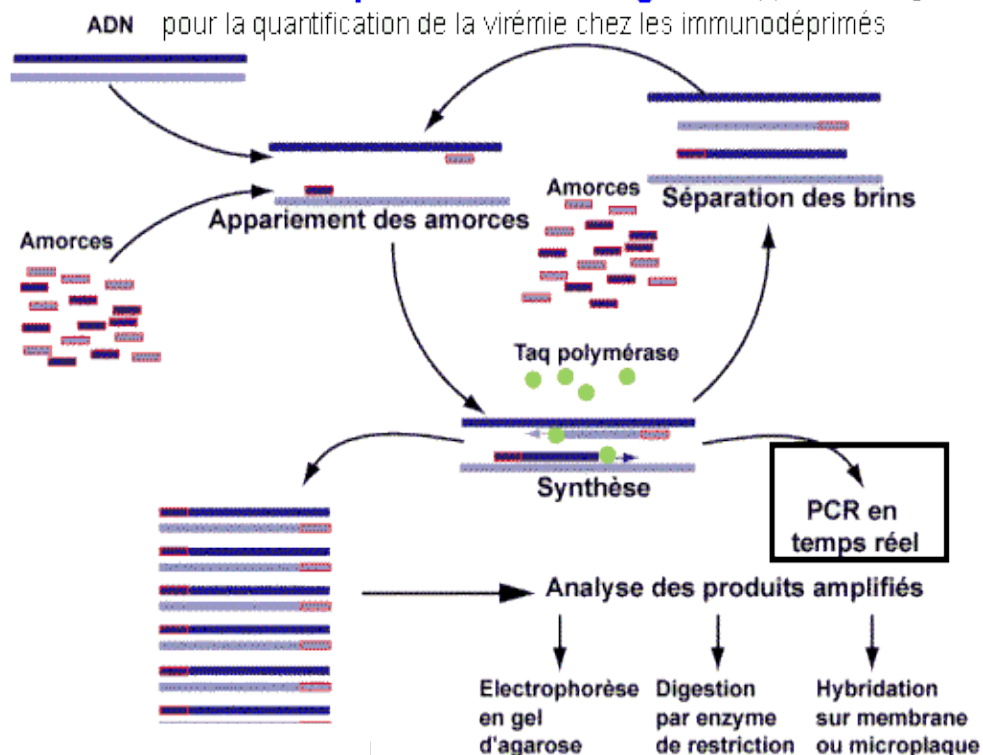 ADN pour la quantification de la virémie chez les immunodéprimés
Amorces
Appariement des amorces
Amorces
Séparation des brins
Taq polymérase
Synthèse
PCR en
temps réel
Analyse des produits amplifiés
Electrophorèse
en gel
d'agarose
Digestion
par enzyme
de restriction
Hybridation
sur membrane
ou microplaque